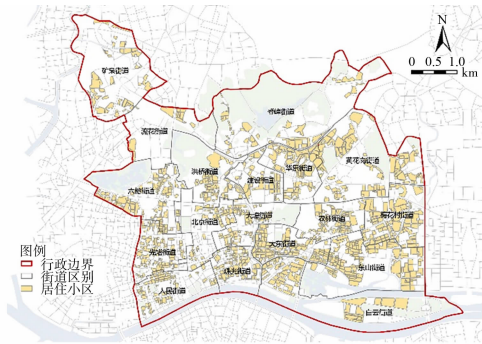 N
0 0.5 1.0
km
矿泉街道
登峰街道
流花街道
洪桥街道
建设街道
华乐街道
黄花岗街道
六榕街道
北京街道
大塘街道
农林街道
梅花村街道
光塔街道
大东街道
东山街道
珠光街道
人民街道
白云街道
图例
行政边界
街道区别
居住小区